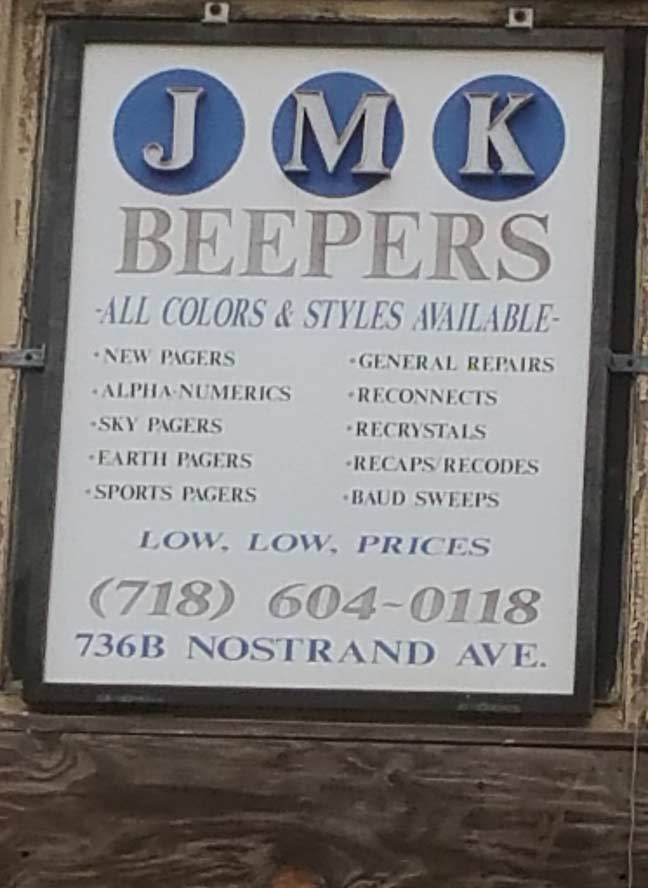 J M K
BEEPERS
-ALL COLORS & STYLES AVAILABLE-
•NEW PAGERS
•ALPHA-NUMERICS
•SKY PAGERS
•EARTH PAGERS
•SPORTS PAGERS
•GENERAL REPAIRS
•RECONNECTS
•RECRYSTALS
•RECAPS/RECODES
•BAUD SWEEPS
LOW, LOW, PRICES
(718) 604-0118
736B NOSTRAND AVE.